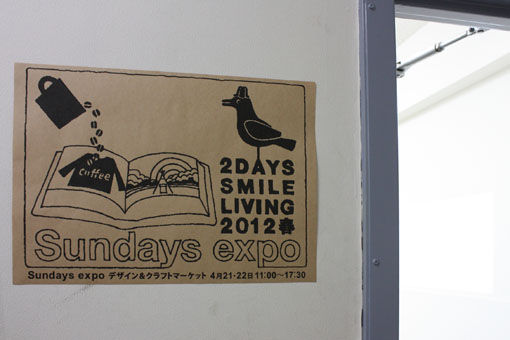 coffee
2DAYS
SMILE
LIVING
2012春
Sundays expo
Sundays expo デザイン&クラフトマーケット 4月21・22日 11:00～17:30